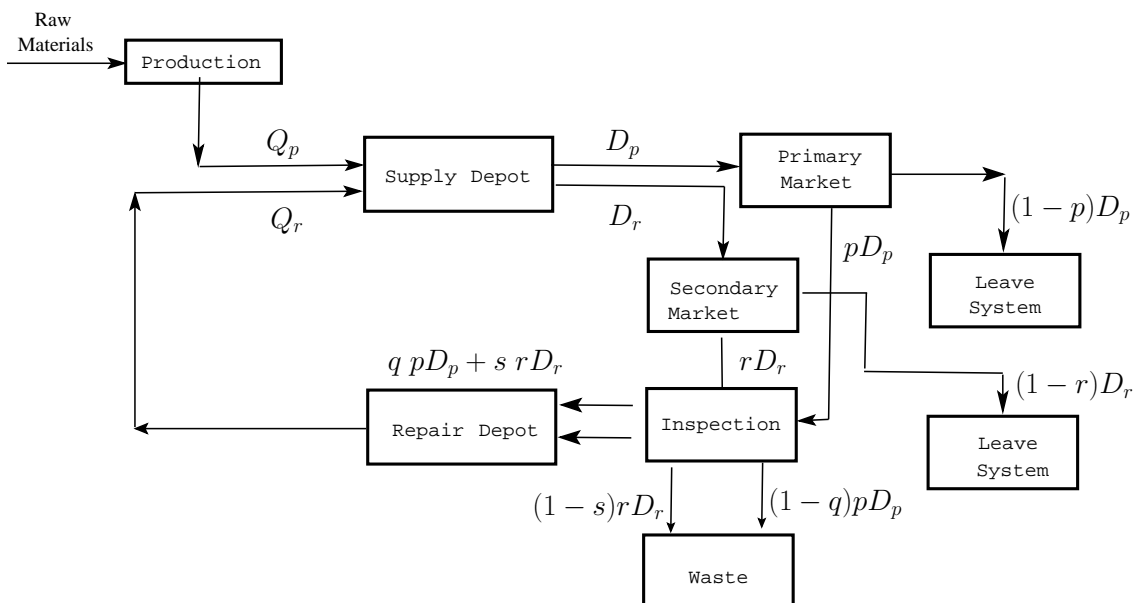 Raw
Materials
Production
Q_p
D_p
Supply Depot
Primary
Market
Q_r
D_r
(1 − p)D_p
pD_p
Secondary
Market
Leave
System
q pD_p + s rD_r
rD_r
(1 − r)D_r
Repair Depot
Inspection
Leave
System
(1 − s)rD_r
(1 − q)pD_p
Waste